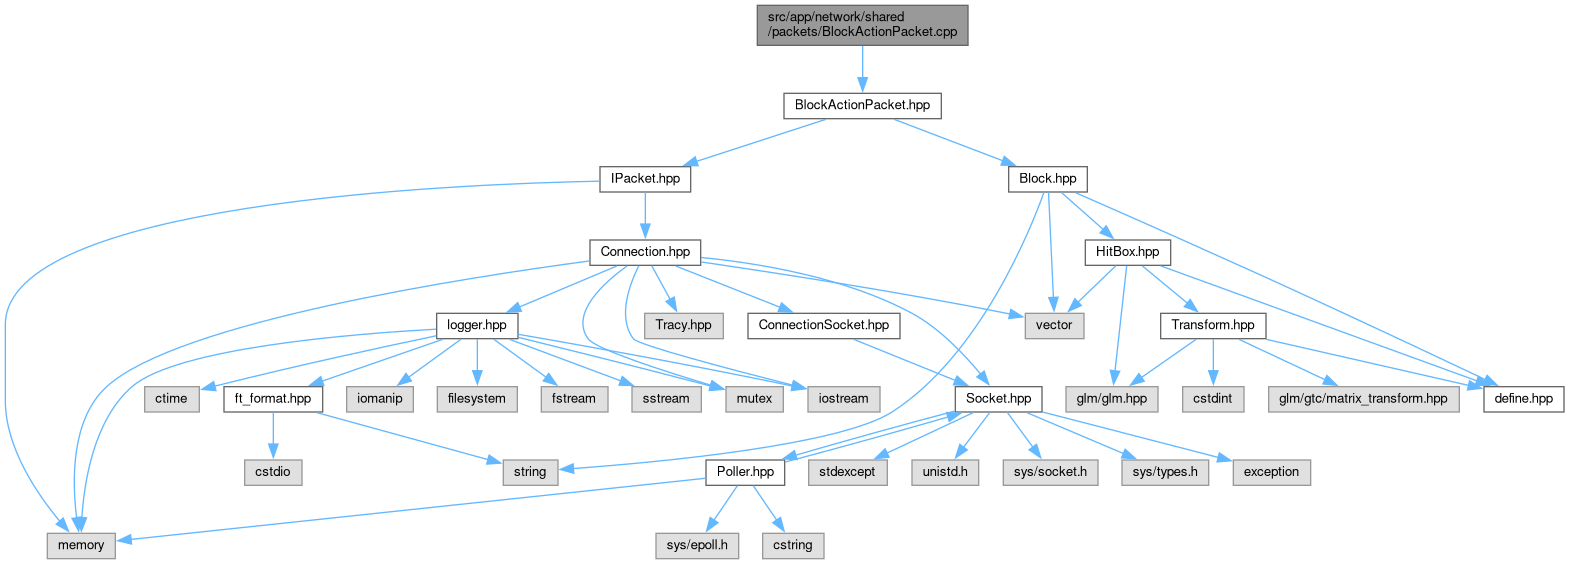 src/app/network/shared
/packets/BlockActionPacket.cpp
BlockActionPacket.hpp
IPacket.hpp
Block.hpp
Connection.hpp
HitBox.hpp
logger.hpp
Tracy.hpp
ConnectionSocket.hpp
vector
Transform.hpp
ctime
ft_format.hpp
iomanip
filesystem
fstream
sstream
mutex
iostream
Socket.hpp
glm/glm.hpp
cstdint
glm/gtc/matrix_transform.hpp
define.hpp
cstdio
string
Poller.hpp
stdexcept
unistd.h
sys/socket.h
sys/types.h
exception
memory
sys/epoll.h
cstring